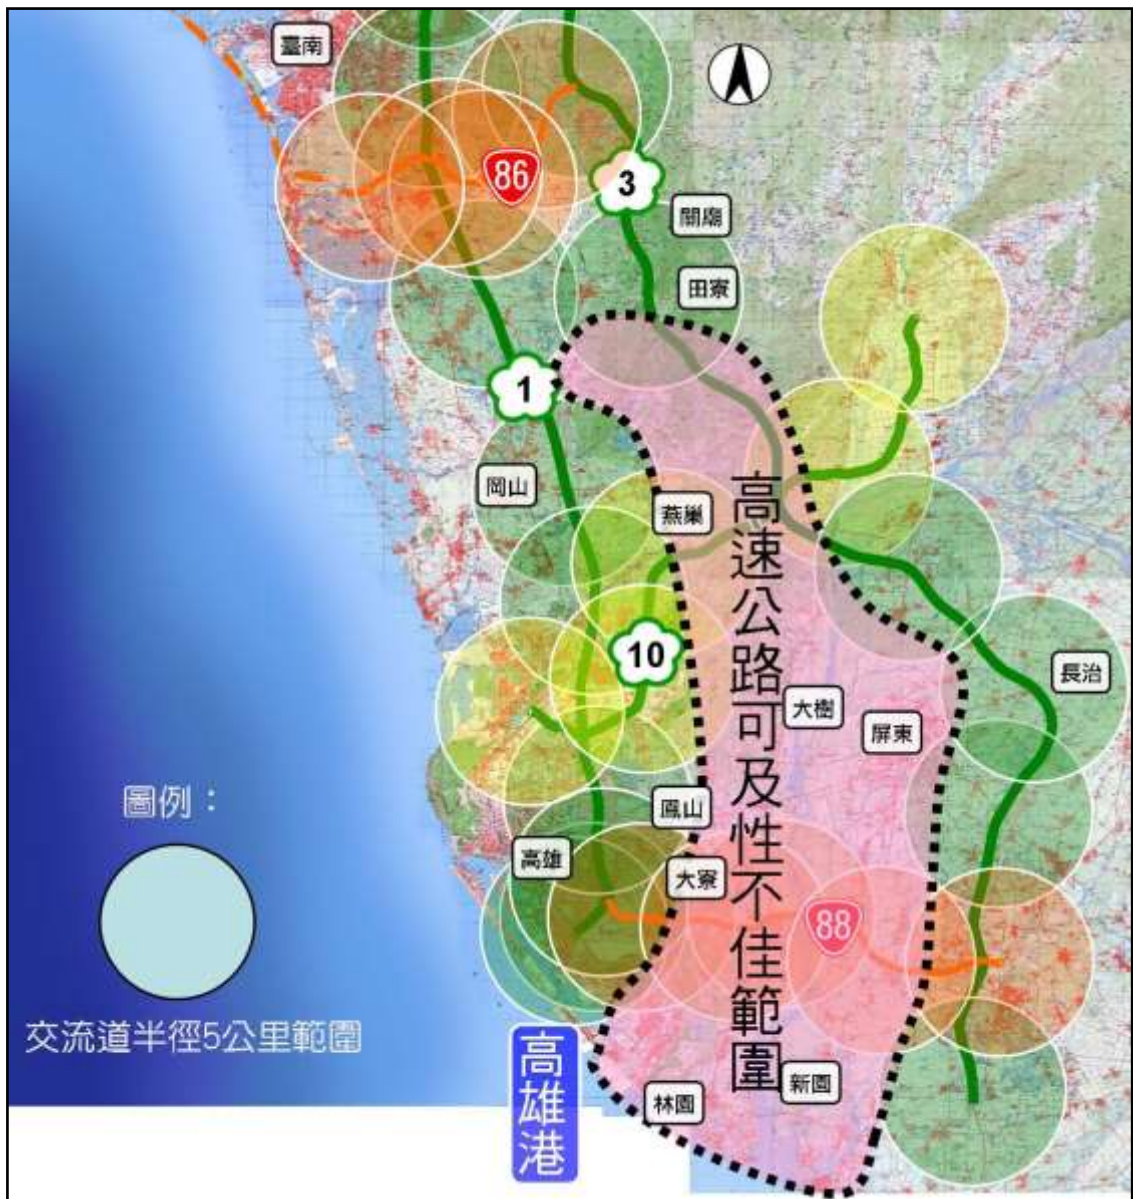 臺南
86
3
關廟
田寮
1
岡山
燕巢
高速公路可及性不佳範圍
10
長治
大樹
屏東
圖例：
鳳山
高雄
大寮
88
交流道半徑5公里範圍
高雄港
新園
林園